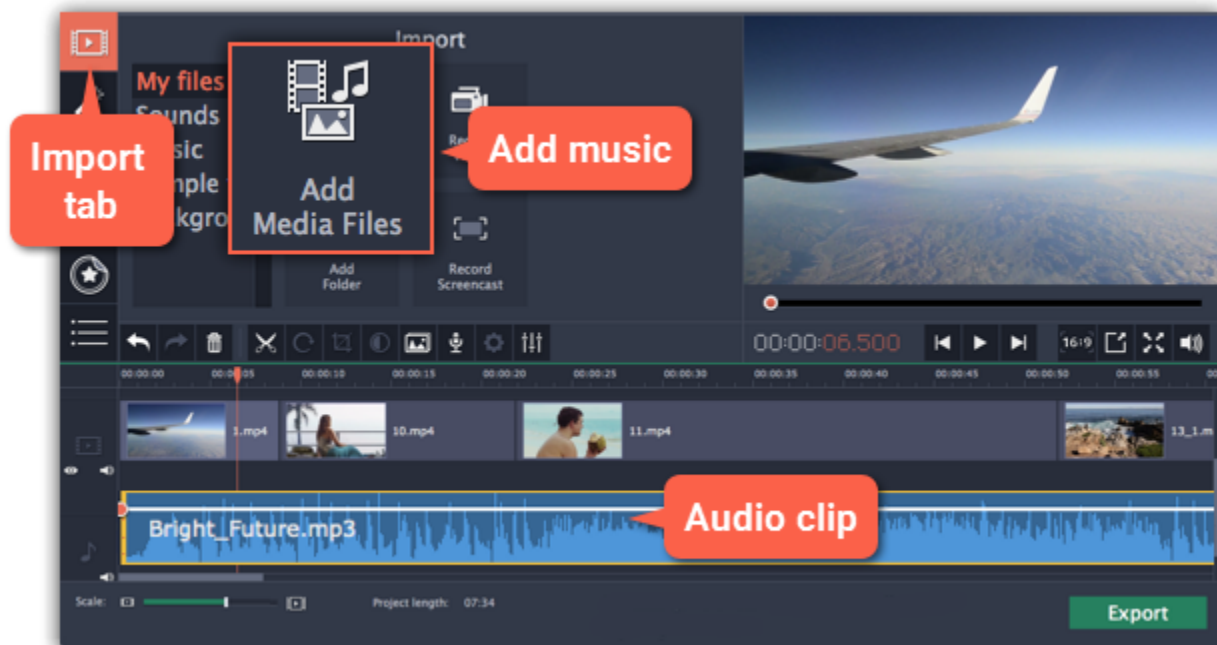 Import
My files
Sounds
Add
Media Files
Add music
Import
tab
Add
Folder
Record
Screencast
00:00:06.500
16:9
00:00:00 00:00:05 00:00:10 00:00:15 00:00:20 00:00:25 00:00:30 00:00:35 00:00:40 00:00:45 00:00:50 00:00:55
1.mp4 10.mp4 11.mp4 13_1.m
Bright_Future.mp3
Audio clip
Scale:
Project length: 07:34
Export